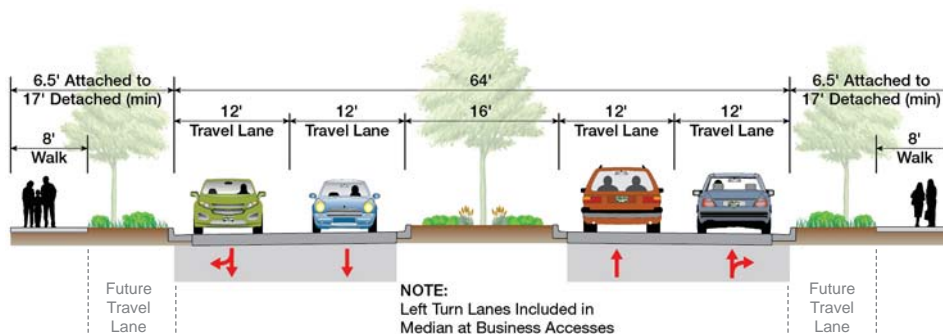 6.5' Attached to
17' Detached (min)
64'
6.5' Attached to
17' Detached (min)
12'
Travel Lane
12'
Travel Lane
16'
12'
Travel Lane
12'
Travel Lane
8'
Walk
8'
Walk
Future
Travel
Lane
NOTE:
Left Turn Lanes Included in
Median at Business Accesses
Future
Travel
Lane